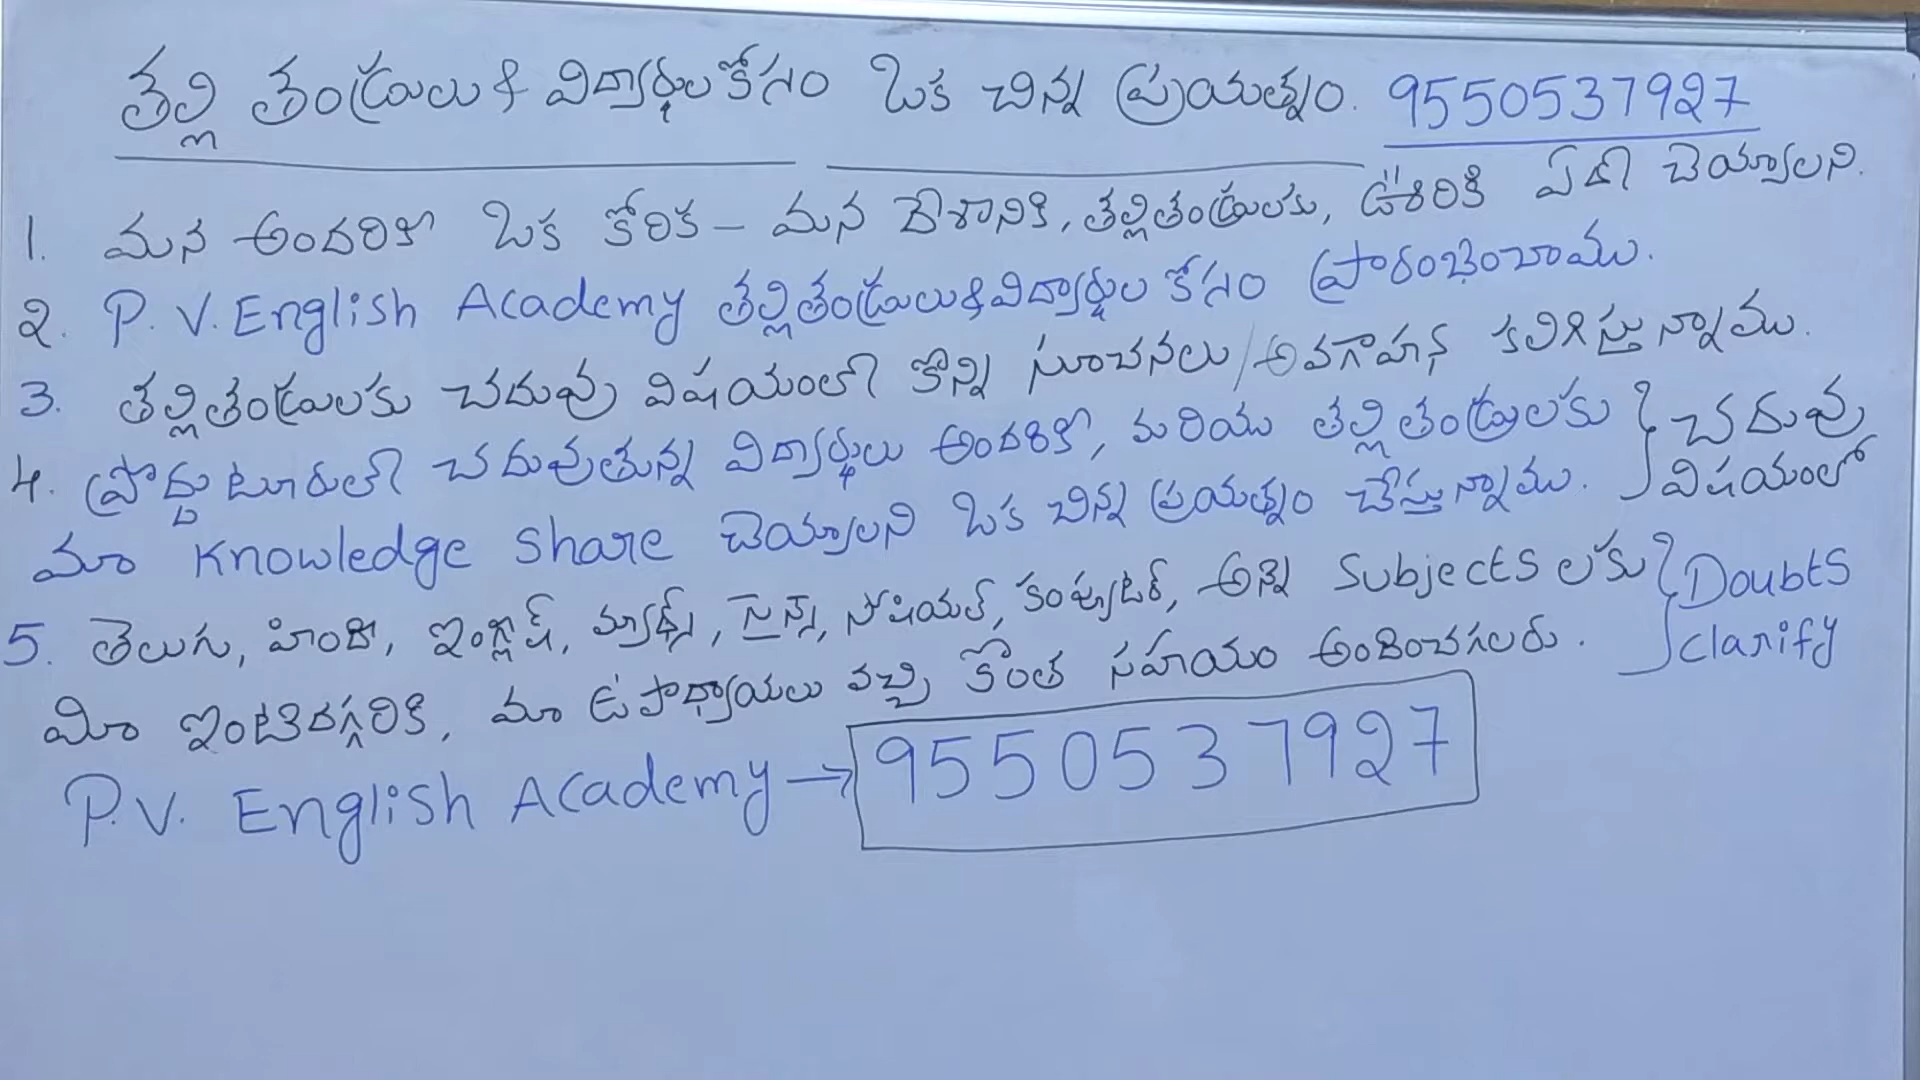 తల్లి తండ్రులు & విద్యార్థుల కోసం ఒక చిన్న ప్రయత్నం. 9550537927
1. మన అందరికీ ఒక కోరిక - మన దేశానికి, తల్లితండ్రులకు, ఊరికి ఏదో చెయ్యాలని.
2. P. V. English Academy తల్లితండ్రులు & విద్యార్థుల కోసం ప్రారంభించాము.
3. తల్లితండ్రులకు చదువు విషయంలో కొన్ని సూచనలు / అవగాహన కలిగిస్తున్నాము.
4. ప్రొద్దుటూరులో చదువుతున్న విద్యార్థులు అందరికీ, మరియు తల్లి తండ్రులకు } చదువు
మా Knowledge share చెయ్యాలని ఒక చిన్న ప్రయత్నం చేస్తున్నాము. విషయంలో
5. తెలుగు, హిందీ, ఇంగ్లీష్, మ్యాథ్స్, సైన్స్, సోషియల్, కంప్యుటర్, అన్ని Subjects లకు } Doubts
మీ ఇంటిదగ్గరికి, మా ఉపాధ్యాయలు వచ్చి కొంత సహయం అందించగలరు. clarify
P.V. English Academy → 9550537927